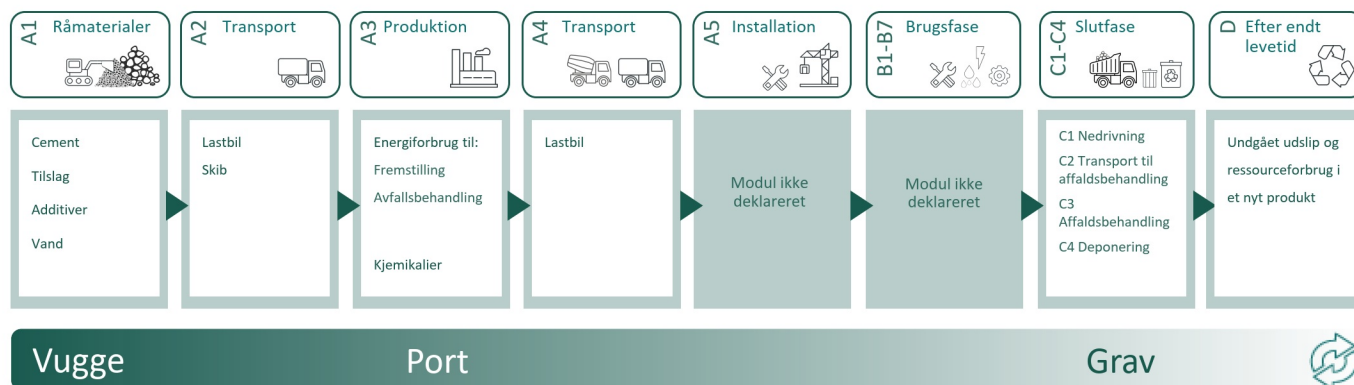 A1 Råmaterialer
A2 Transport
A3 Produktion
A4 Transport
A5 Installation
B1-B7 Brugsfase
C1-C4 Slutfase
D Efter endt
levetid
Cement
Tilslag
Additiver
Vand
Lastbil
Skib
Energiforbrug til:
Fremstilling
Avfallsbehandling
Kjemikalier
Lastbil
Modul ikke
deklareret
Modul ikke
deklareret
C1 Nedrivning
C2 Transport til
affaldsbehandling
C3
Affaldsbehandling
C4 Deponering
Undgået udslip og
ressourceforbrug i
et nyt produkt
Vugge
Port
Grav